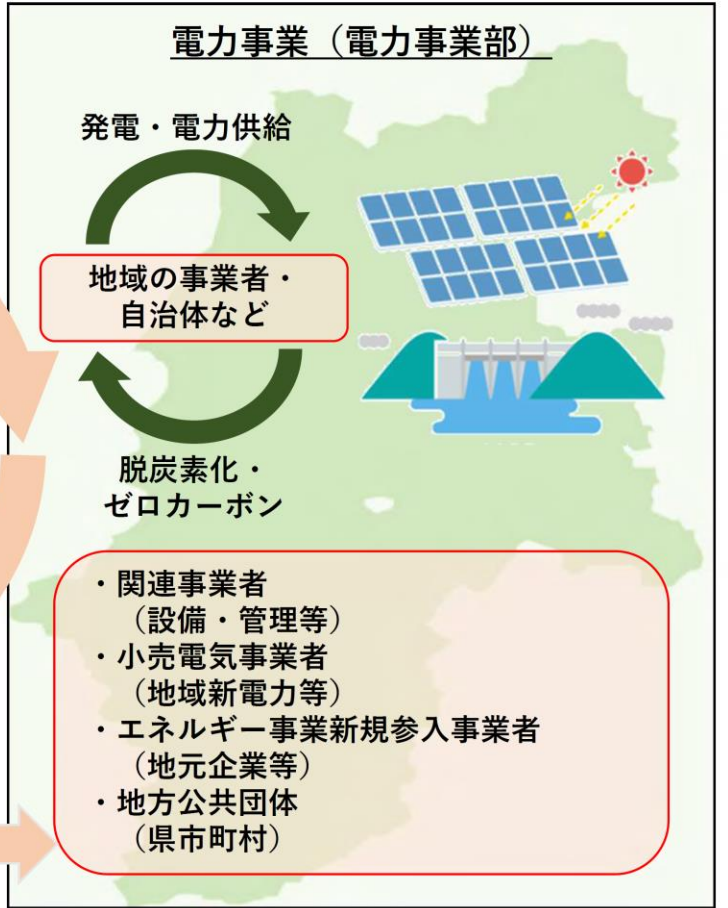 電力事業（電力事業部）
発電・電力供給
地域の事業者・
自治体など
脱炭素化・
ゼロカーボン
・関連事業者
（設備・管理等）
・小売電気事業者
（地域新電力等）
・エネルギー事業新規参入事業者
（地元企業等）
・地方公共団体
（県市町村）